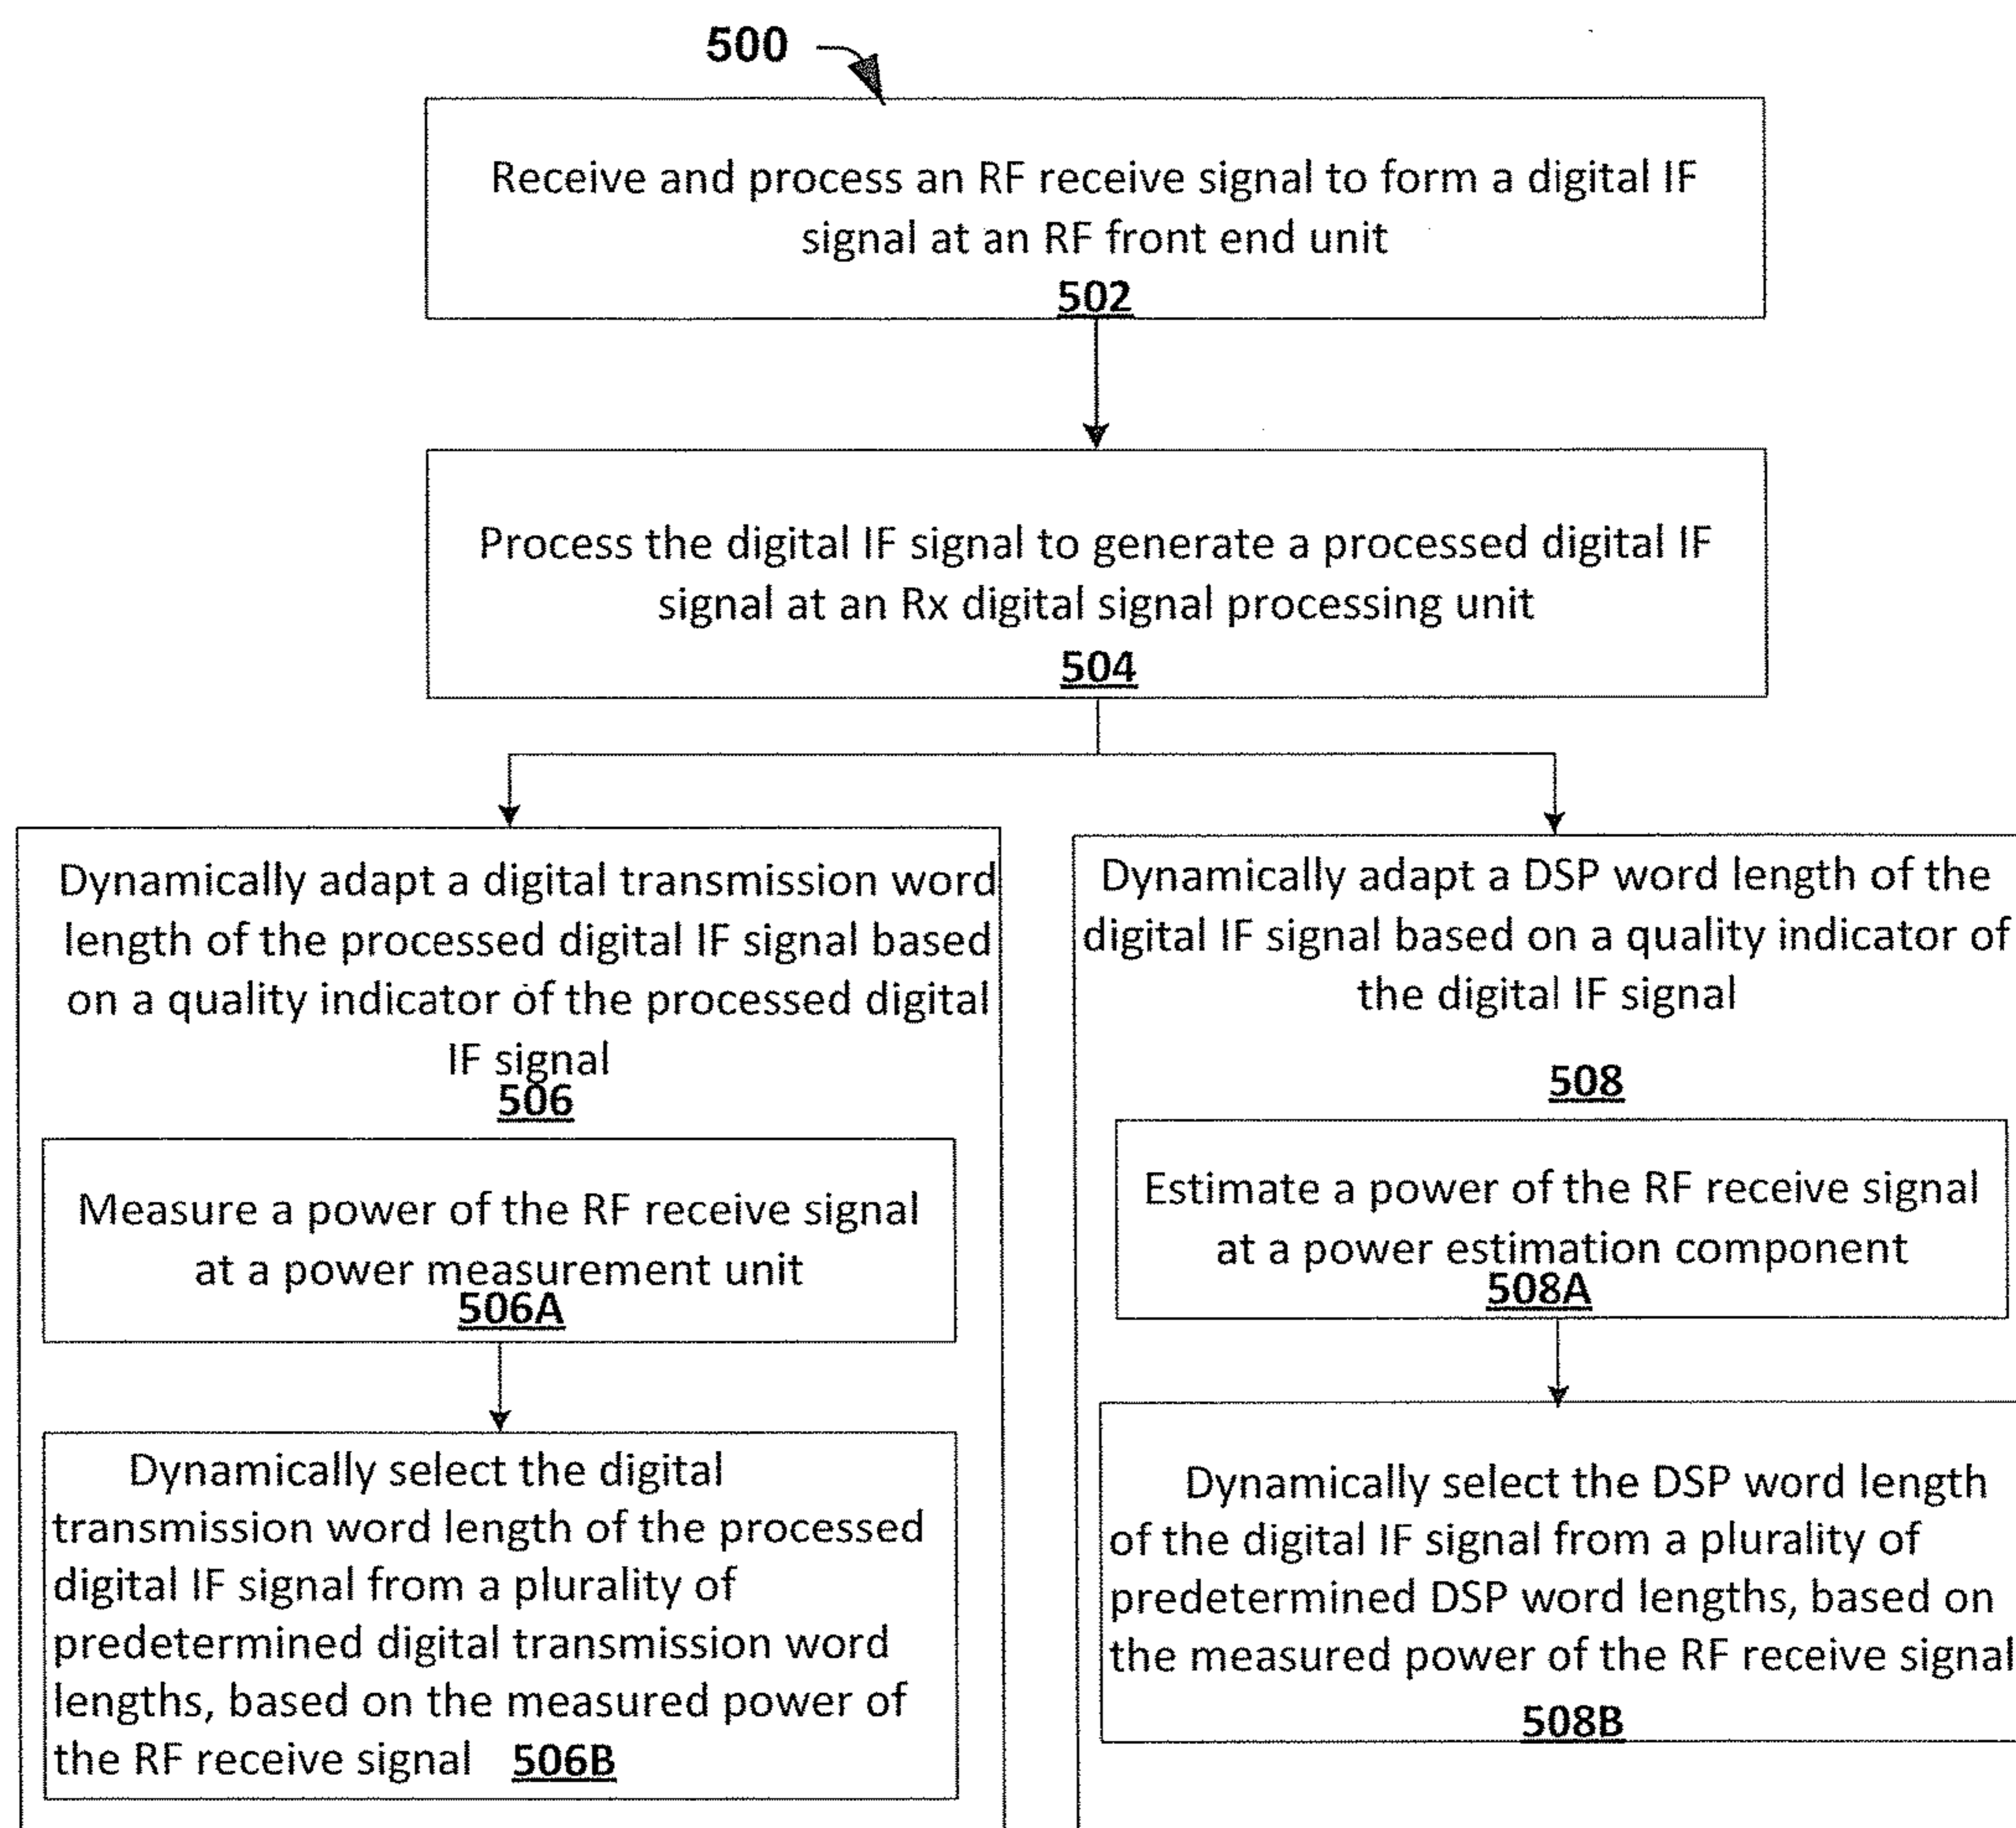 500
Receive and process an RF receive signal to form a digital IF
signal at an RF front end unit
502
Process the digital IF signal to generate a processed digital IF
signal at an Rx digital signal processing unit
504
Dynamically adapt a digital transmission word
length of the processed digital IF signal based
on a quality indicator of the processed digital
IF signal
506
Measure a power of the RF receive signal
at a power measurement unit
506A
Dynamically select the digital
transmission word length of the processed
digital IF signal from a plurality of
predetermined digital transmission word
lengths, based on the measured power of
the RF receive signal 506B
Dynamically adapt a DSP word length of the
digital IF signal based on a quality indicator of
the digital IF signal
508
Estimate a power of the RF receive signal
at a power estimation component
508A
Dynamically select the DSP word length
of the digital IF signal from a plurality of
predetermined DSP word lengths, based on
the measured power of the RF receive signal
508B